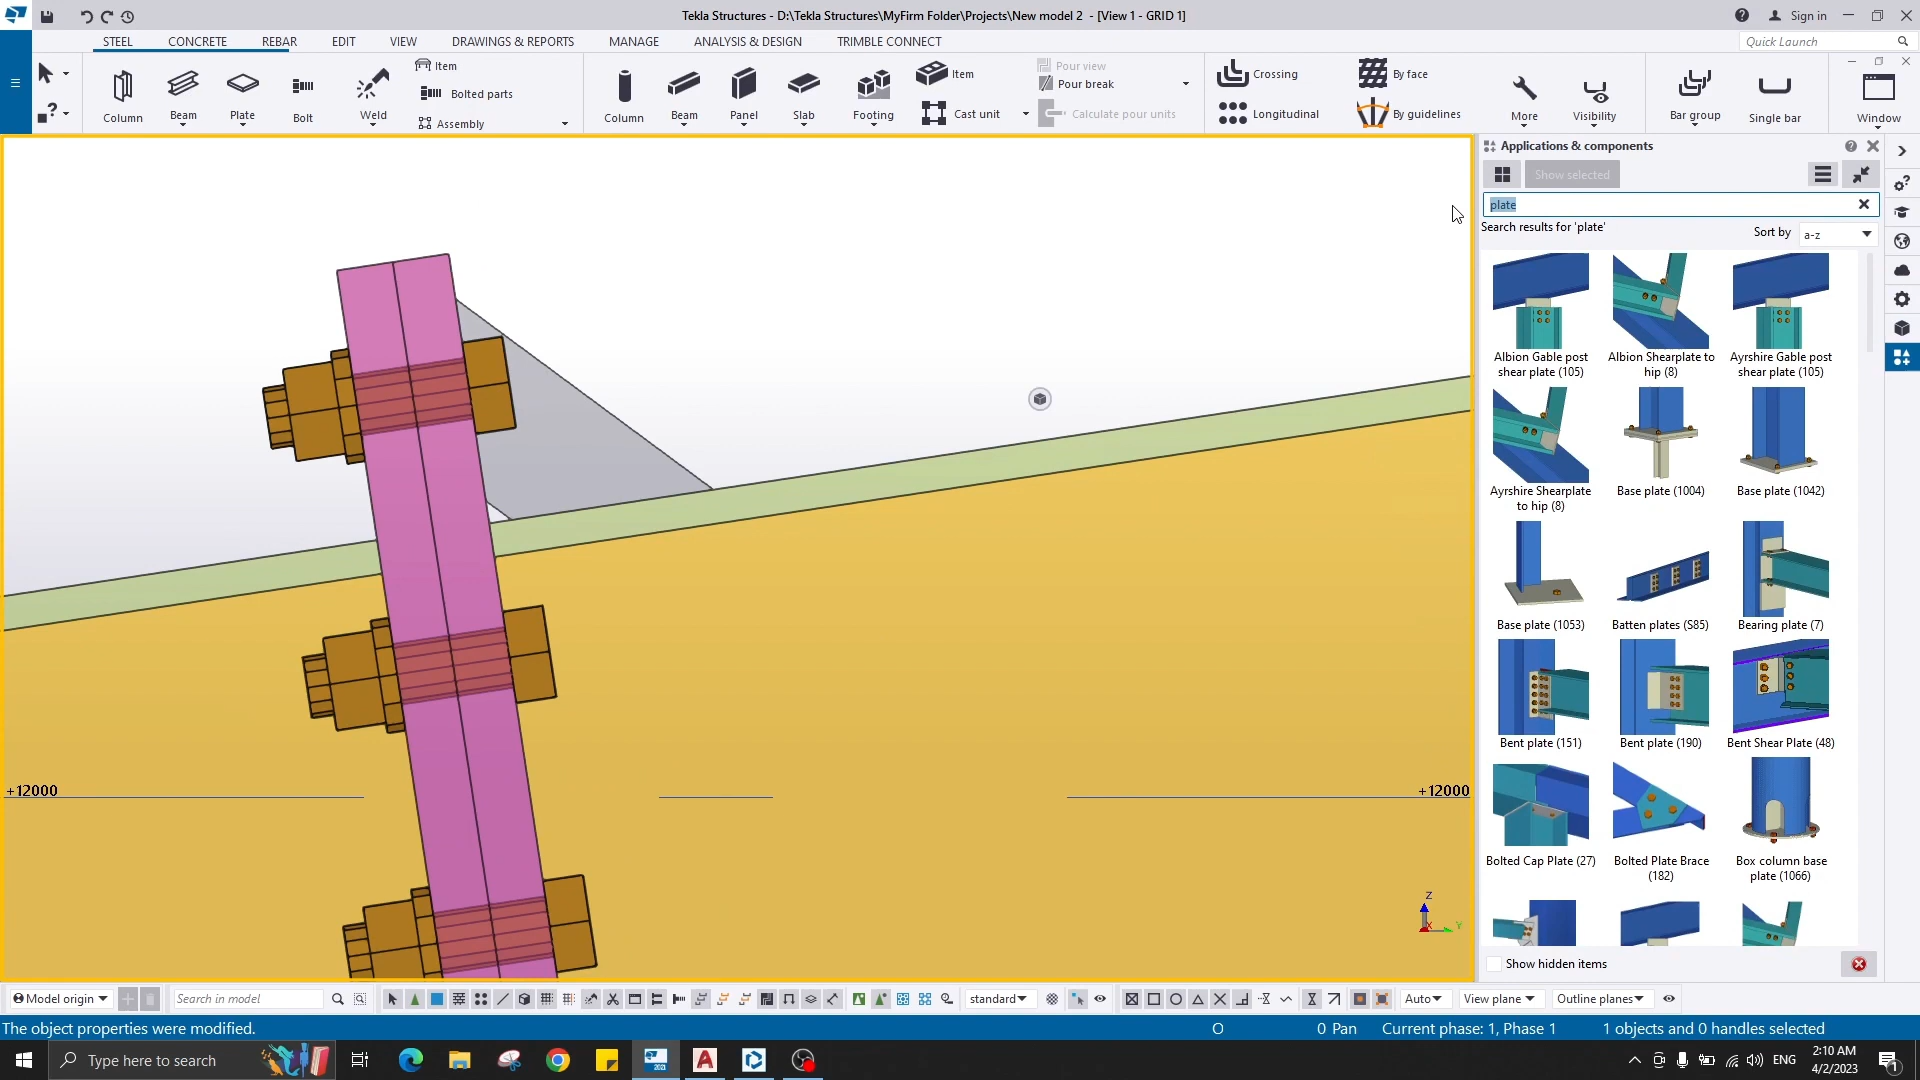 Tekla Structures - D:\Tekla Structures\MyFirm Folder\Projects\New model 2 - [View 1 - GRID 1]
Sign in
STEEL CONCRETE REBAR EDIT VIEW DRAWINGS & REPORTS MANAGE ANALYSIS & DESIGN TRIMBLE CONNECT
Quick Launch
Column Beam Plate Bolt Weld
Item
Bolted parts
Assembly
Column Beam Panel Slab Footing
Item
Cast unit
Pour view
Pour break
Calculate pour units
Crossing
Longitudinal
By face
By guidelines
More Visibility Bar group Single bar Window
Applications & components
Show selected
plate
Search results for 'plate'
Sort by a-z
Albion Gable post shear plate (105)
Albion Shearplate to hip (8)
Ayrshire Gable post shear plate (105)
Ayrshire Shearplate to hip (8)
Base plate (1004)
Base plate (1042)
Base plate (1053)
Batten plates (S85)
Bearing plate (7)
Bent plate (151)
Bent plate (190)
Bent Shear Plate (48)
Bolted Cap Plate (27)
Bolted Plate Brace (182)
Box column base plate (1066)
+12000
+12000
Z
X
Y
Show hidden items
Model origin
Search in model
standard
Auto
View plane
Outline planes
The object properties were modified.
O
0 Pan
Current phase: 1, Phase 1
1 objects and 0 handles selected
Type here to search
2021
ENG
2:10 AM
4/2/2023
1